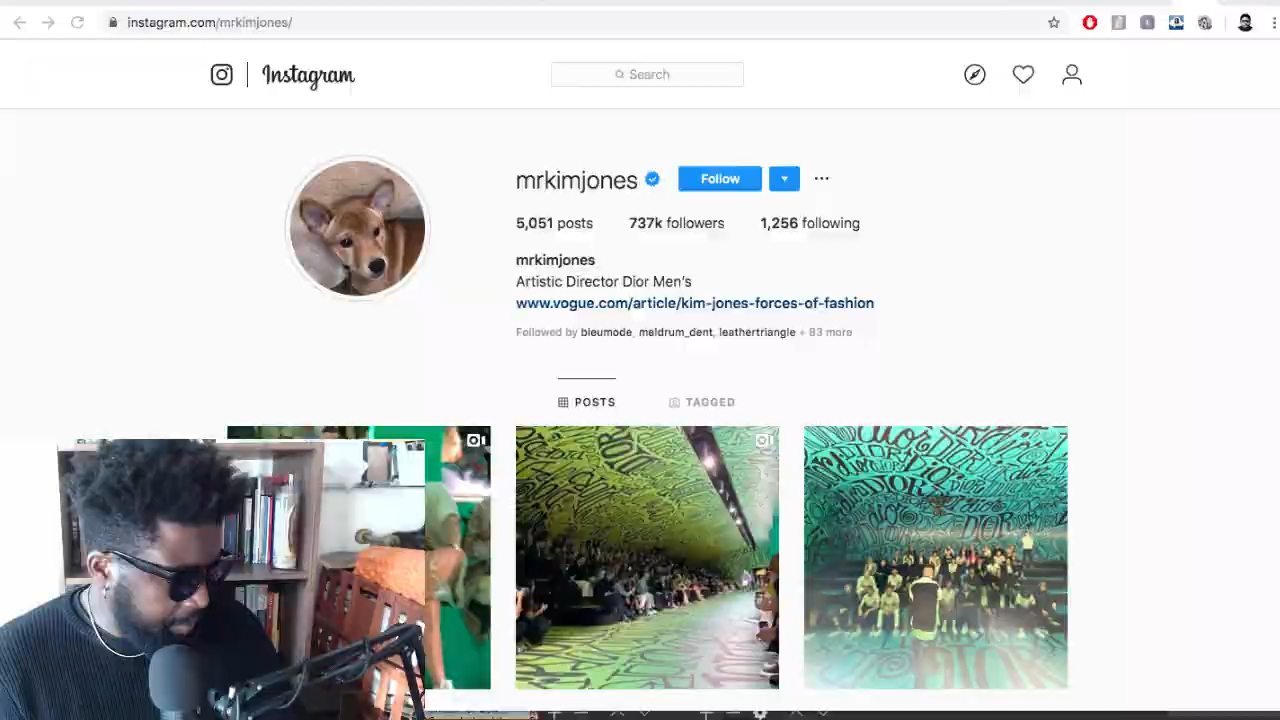 instagram.com/mrkimjones/
Instagram
Search
mrkimjones
Follow
5,051 posts 737k followers 1,256 following
mrkimjones
Artistic Director Dior Men's
www.vogue.com/article/kim-jones-forces-of-fashion
Followed by bleumode, meldrum_dent, leathertriangle + 83 more
POSTS
TAGGED
DIOR
DIOR